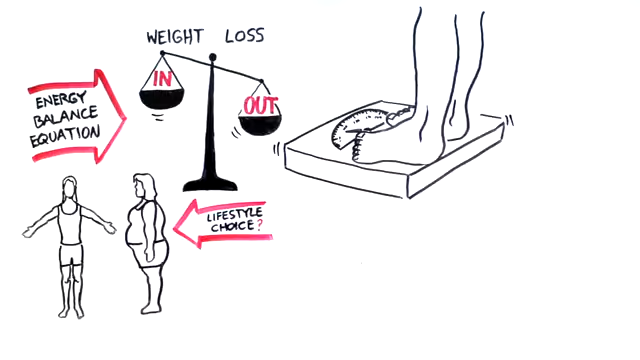 WEIGHT LOSS
IN
OUT
ENERGY
BALANCE
EQUATION
LIFESTYLE
CHOICE?